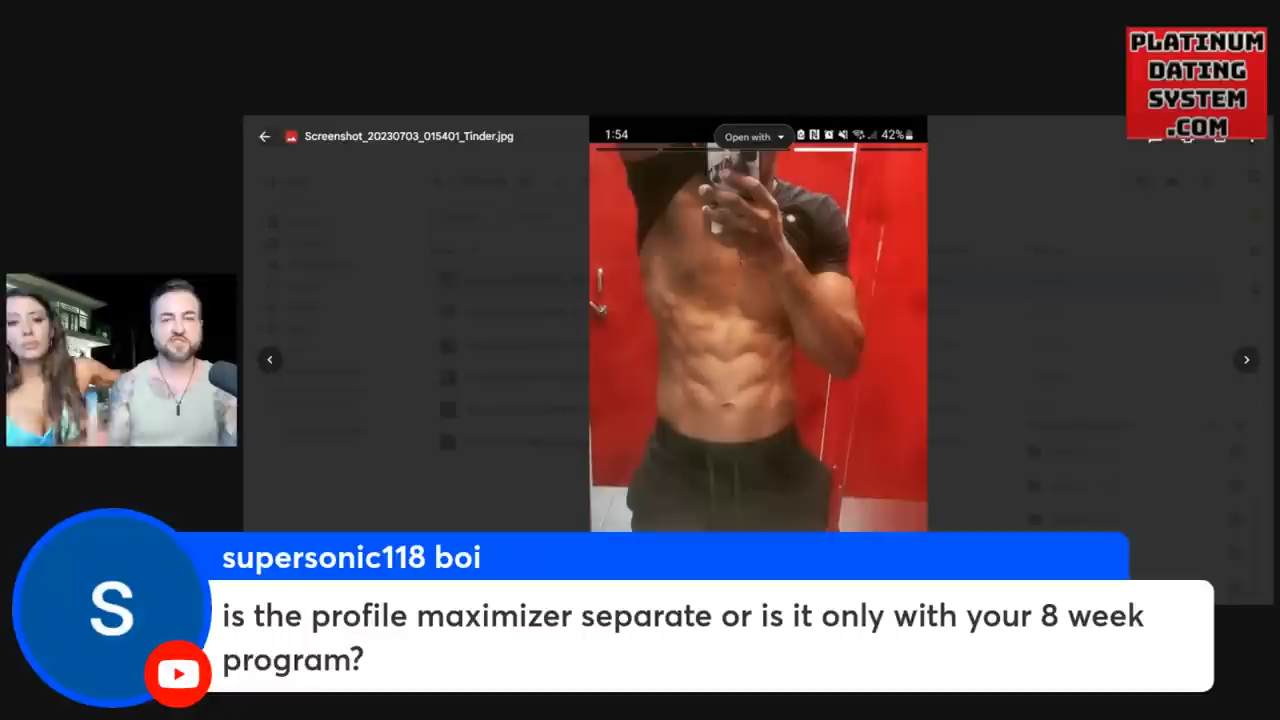 PLATINUM
DATING
SYSTEM
.COM
Screenshot_20230703_015401_Tinder.jpg
1:54
Open with
42%
S
supersonic118 boi
is the profile maximizer separate or is it only with your 8 week
program?